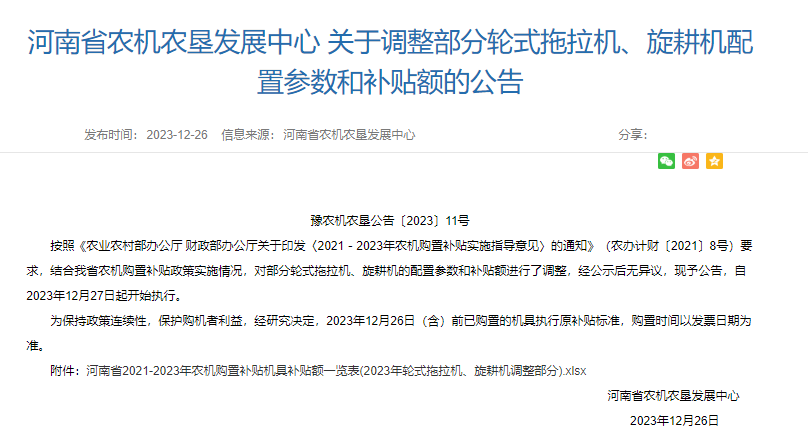 河南省农机农垦发展中心 关于调整部分轮式拖拉机、旋耕机配
置参数和补贴额的公告
发布时间： 2023-12-26 信息来源： 河南省农机农垦发展中心 分享：
豫农机农垦公告〔2023〕11号
按照《农业农村部办公厅 财政部办公厅关于印发〈2021－2023年农机购置补贴实施指导意见〉的通知》（农办计财〔2021〕8号）要
求，结合我省农机购置补贴政策实施情况，对部分轮式拖拉机、旋耕机的配置参数和补贴额进行了调整，经公示后无异议，现予公告，自
2023年12月27日起开始执行。
为保持政策连续性，保护购机者利益，经研究决定，2023年12月26日（含）前已购置的机具执行原补贴标准，购置时间以发票日期为
准。
附件：河南省2021-2023年农机购置补贴机具补贴额一览表(2023年轮式拖拉机、旋耕机调整部分).xlsx
河南省农机农垦发展中心
2023年12月26日